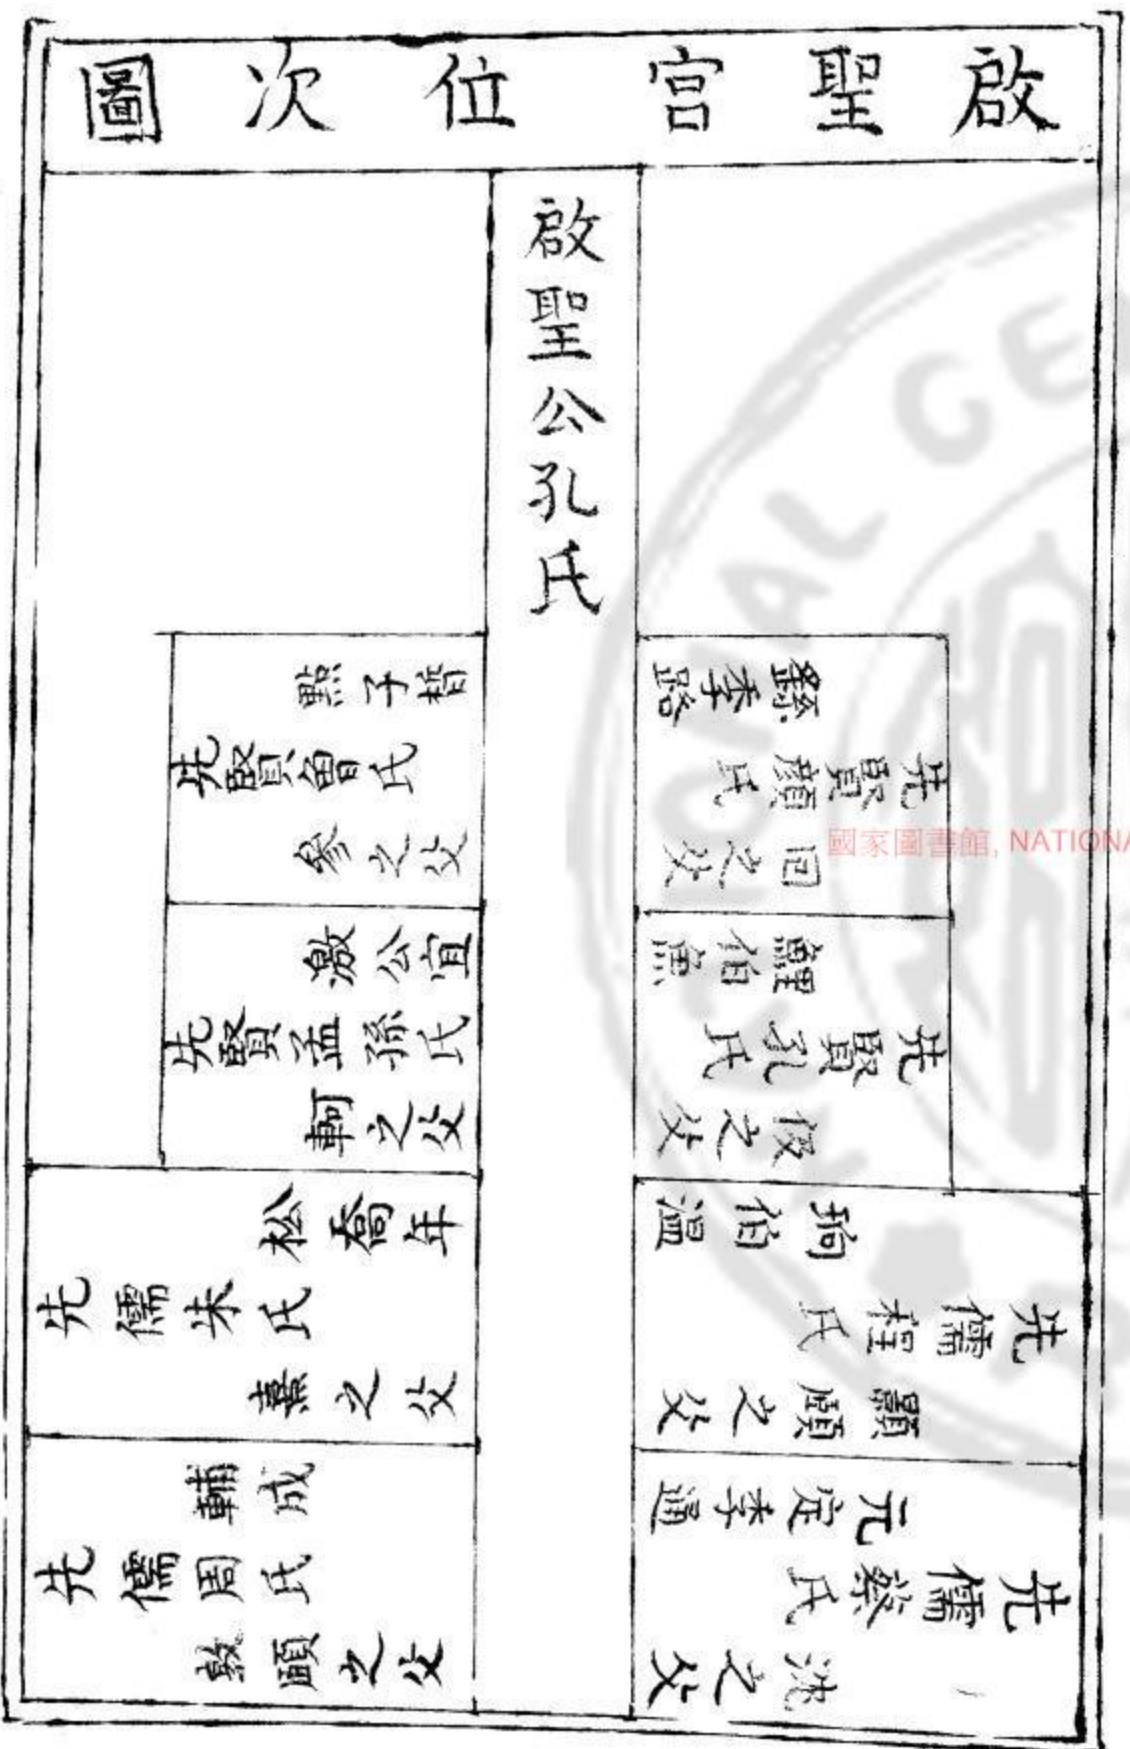 啟聖宮位次圖
啟聖公孔氏
先賢顏氏
繇季路
回之父
先賢孔氏
鯉伯魚
伋之父
先儒程氏
珦伯溫
顥頤之父
先儒蔡氏
元定季通
沈之父
先賢曾氏
點子晳
參之父
先賢孟孫氏
激公宜
軻之父
先儒朱氏
松喬年
熹之父
先儒周氏
輔成
敦頤之父
國家圖書館, NATIONA